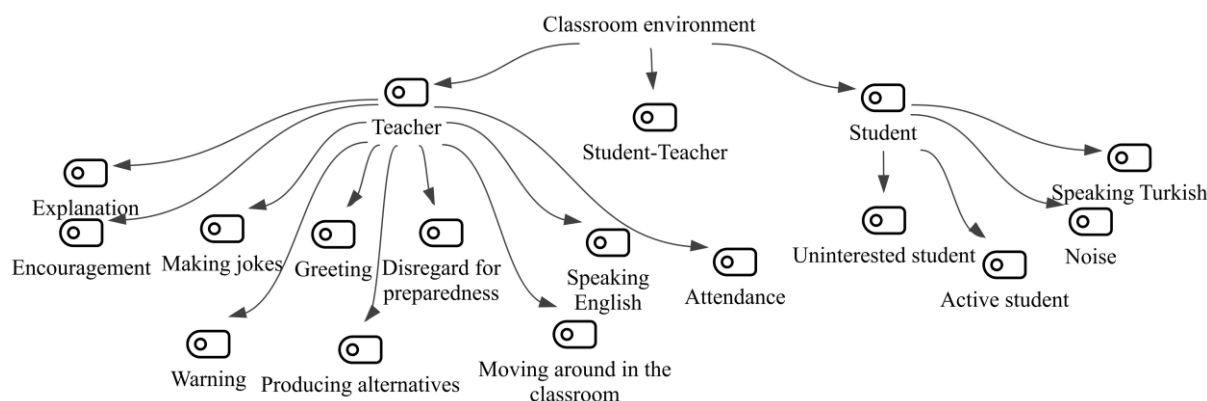 Classroom environment
Teacher
Student-Teacher
Student
Explanation
Encouragement
Making jokes
Greeting
Disregard for
preparedness
Speaking
English
Attendance
Uninterested student
Active student
Noise
Speaking Turkish
Warning
Producing alternatives
Moving around in the
classroom